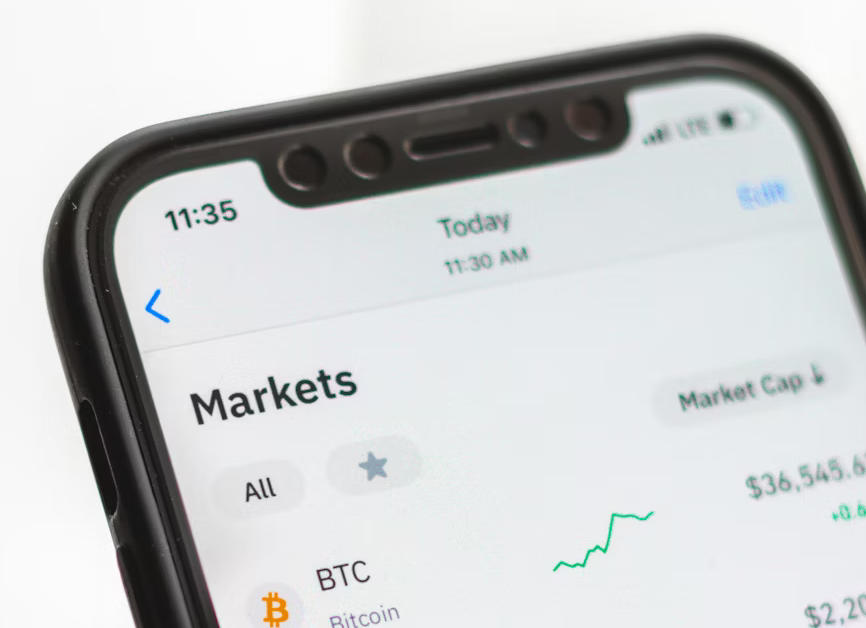 11:35
LTE
Today
11:30 AM
Edit
Markets
Market Cap ↓
All
BTC
Bitcoin
$36,545.6
+0.6
$2,20